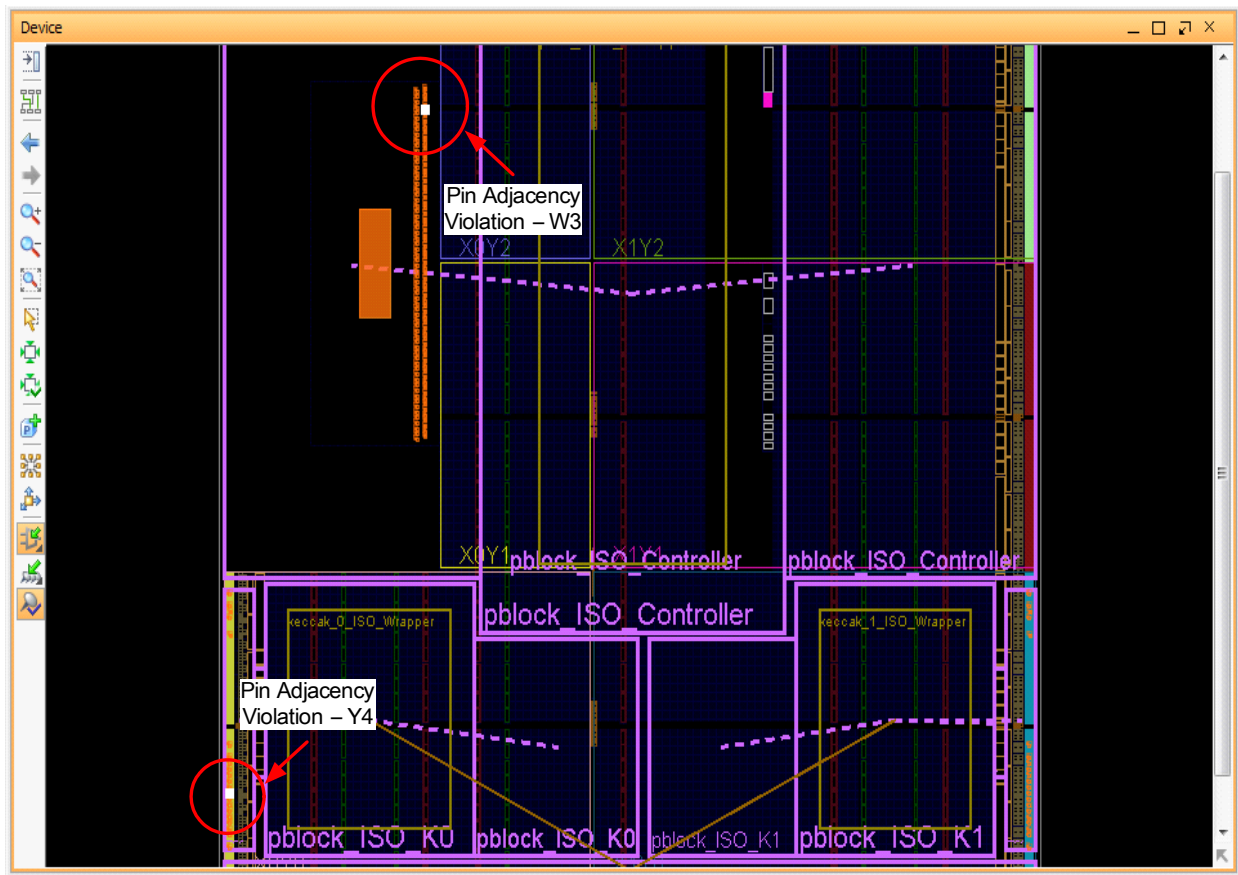 Device
Pin Adjacency
Violation – W3
X0Y2
X1Y2
X0Y1
X1Y1
pblock_ISO_Controller
pblock_ISO_Controller
pblock_ISO_Controller
keccak_0_ISO_Wrapper
keccak_1_ISO_Wrapper
Pin Adjacency
Violation – Y4
pblock_ISO_K0
pblock_ISO_K0
pblock_ISO_K1
pblock_ISO_K1